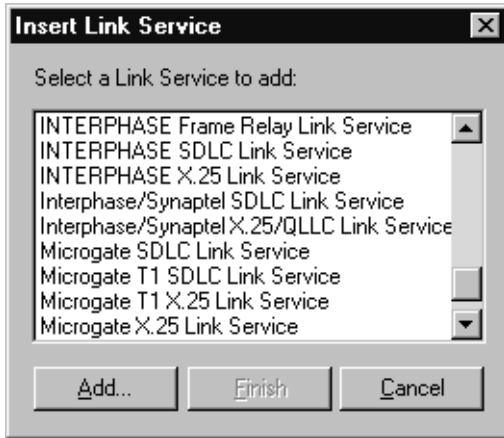 Insert Link Service
Select a Link Service to add:
INTERPHASE Frame Relay Link Service
INTERPHASE SDLC Link Service
INTERPHASE X.25 Link Service
Interphase/Synaptel SDLC Link Service
Interphase/Synaptel X.25/QLLC Link Service
Microgate SDLC Link Service
Microgate T1 SDLC Link Service
Microgate T1 X.25 Link Service
Microgate X.25 Link Service
Add... Finish Cancel